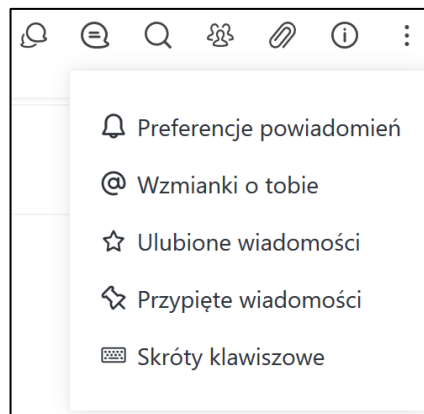 Preferencje powiadomień
Wzmianki o tobie
Ulubione wiadomości
Przypięte wiadomości
Skróty klawiszowe